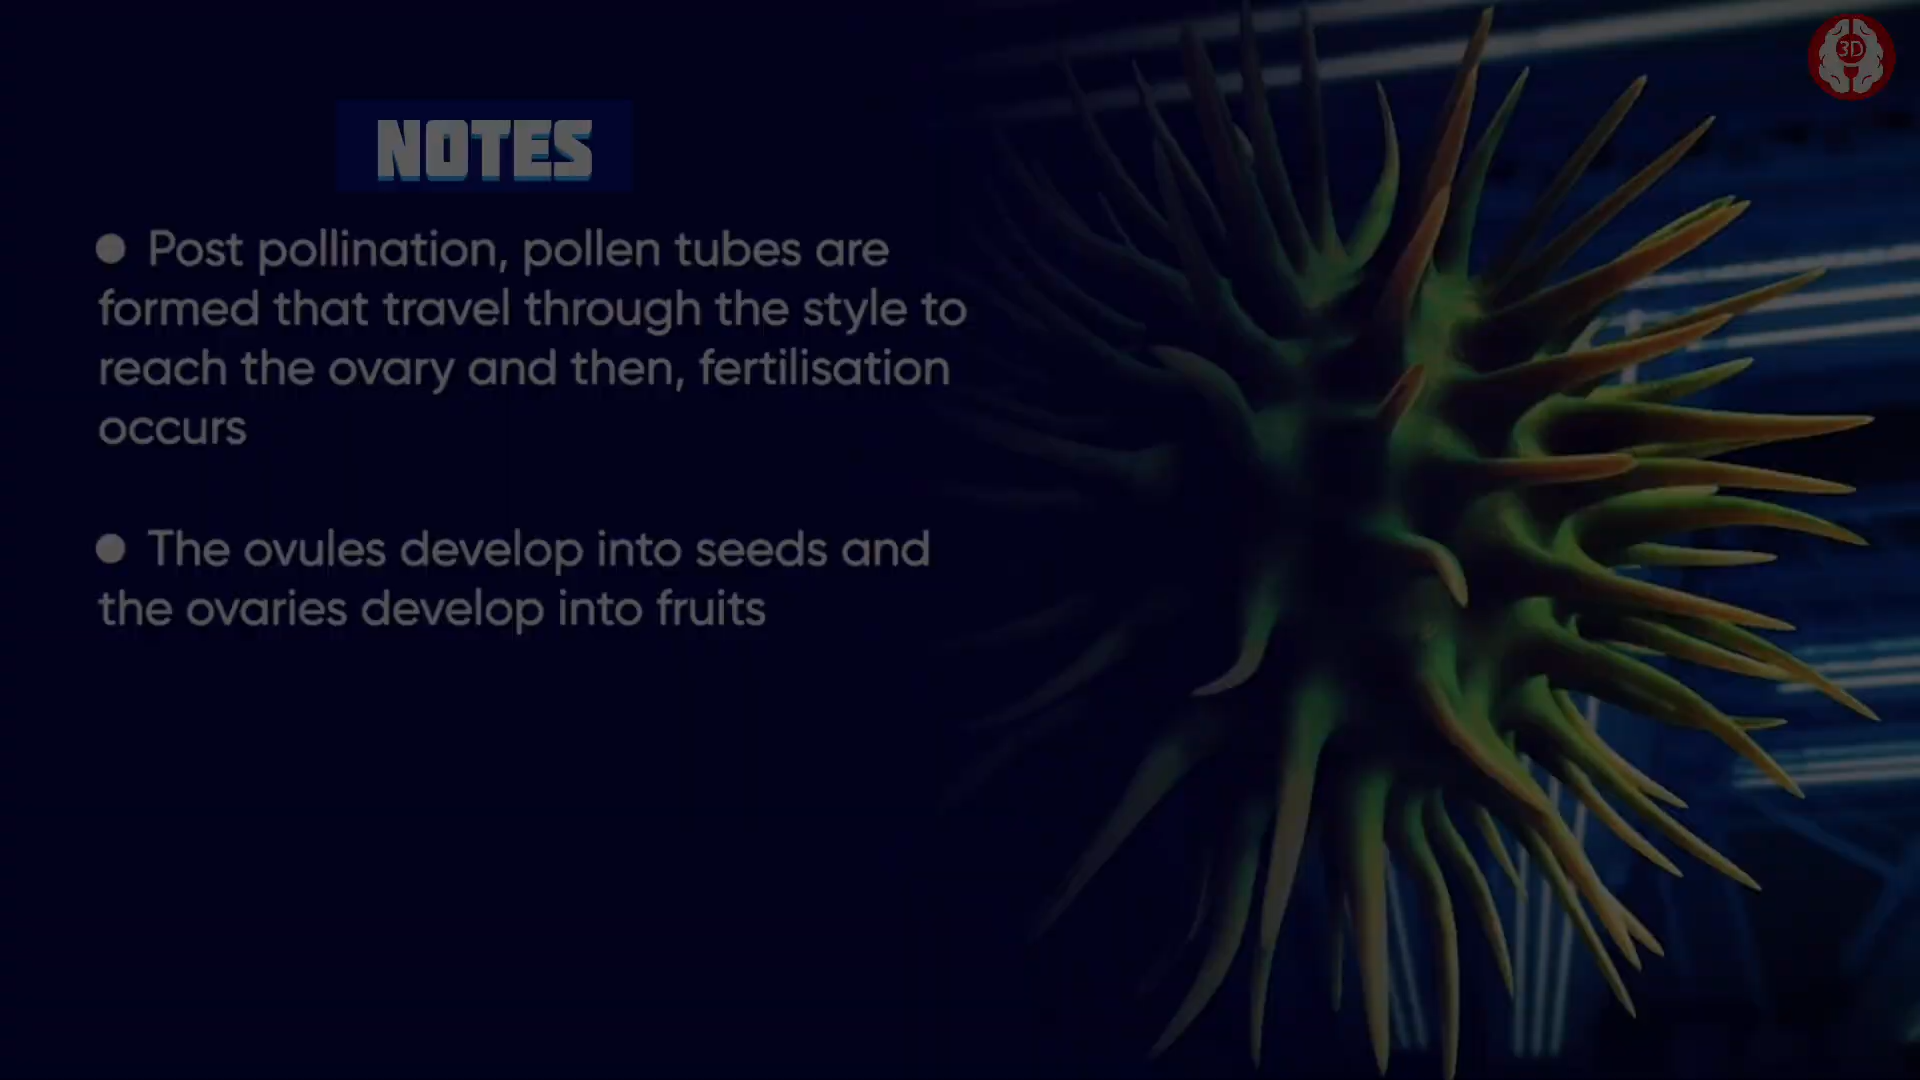 NOTES
3D
● Post pollination, pollen tubes are
formed that travel through the style to
reach the ovary and then, fertilisation
occurs
● The ovules develop into seeds and
the ovaries develop into fruits